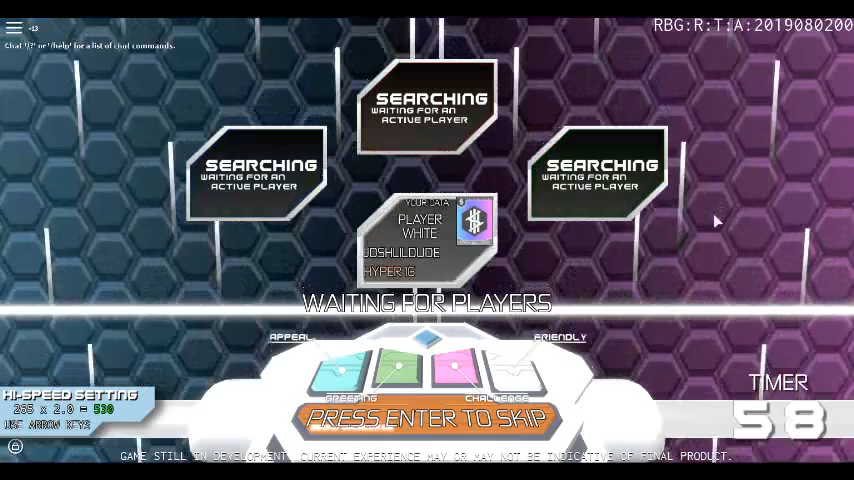 +13
RBG:R:T:A:2019080200
Chat '/?' or '/help' for a list of chat commands.
SEARCHING
WAITING FOR AN
ACTIVE PLAYER
SEARCHING
WAITING FOR AN
ACTIVE PLAYER
SEARCHING
WAITING FOR AN
ACTIVE PLAYER
YOUR DATA
PLAYER
WHITE
JOSHLILDUDE
HYPER 16
WAITING FOR PLAYERS
APPEAL
FRIENDLY
GREETING
CHALLENGE
HI-SPEED SETTING
265 x 2.0 = 530
USE ARROW KEYS
PRESS ENTER TO SKIP
TIMER
58
GAME STILL IN DEVELOPMENT, CURRENT EXPERIENCE MAY OR MAY NOT BE INDICATIVE OF FINAL PRODUCT.